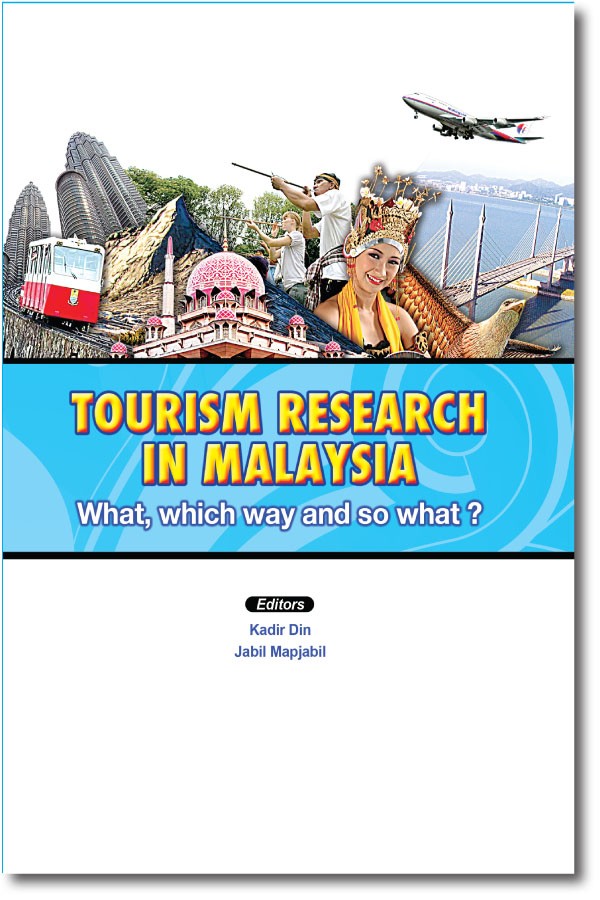 TOURISM RESEARCH
IN MALAYSIA
What, which way and so what ?
Editors
Kadir Din
Jabil Mapjabil